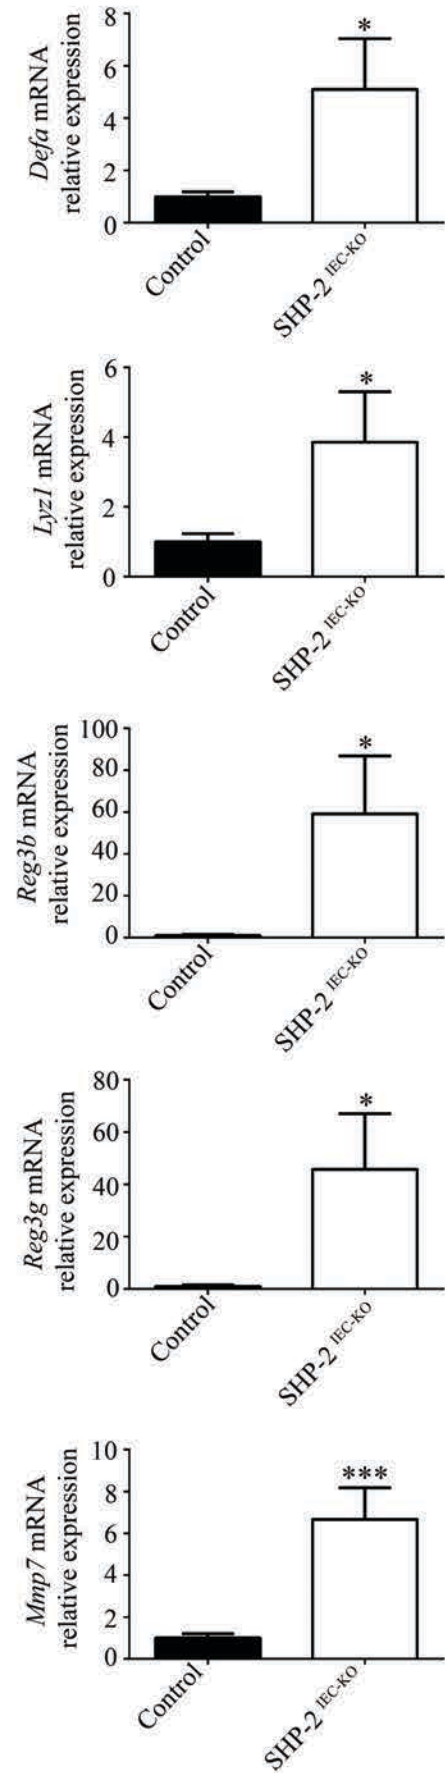 Defa mRNA
relative expression
8
6
4
2
0
*
Control
SHP-2 IEC-KO
Lyz1 mRNA
relative expression
6
4
2
0
*
Control
SHP-2 IEC-KO
Reg3b mRNA
relative expression
100
80
60
40
20
0
*
Control
SHP-2 IEC-KO
Reg3g mRNA
relative expression
80
60
40
20
0
*
Control
SHP-2 IEC-KO
Mmp7 mRNA
relative expression
10
8
6
4
2
0
***
Control
SHP-2 IEC-KO